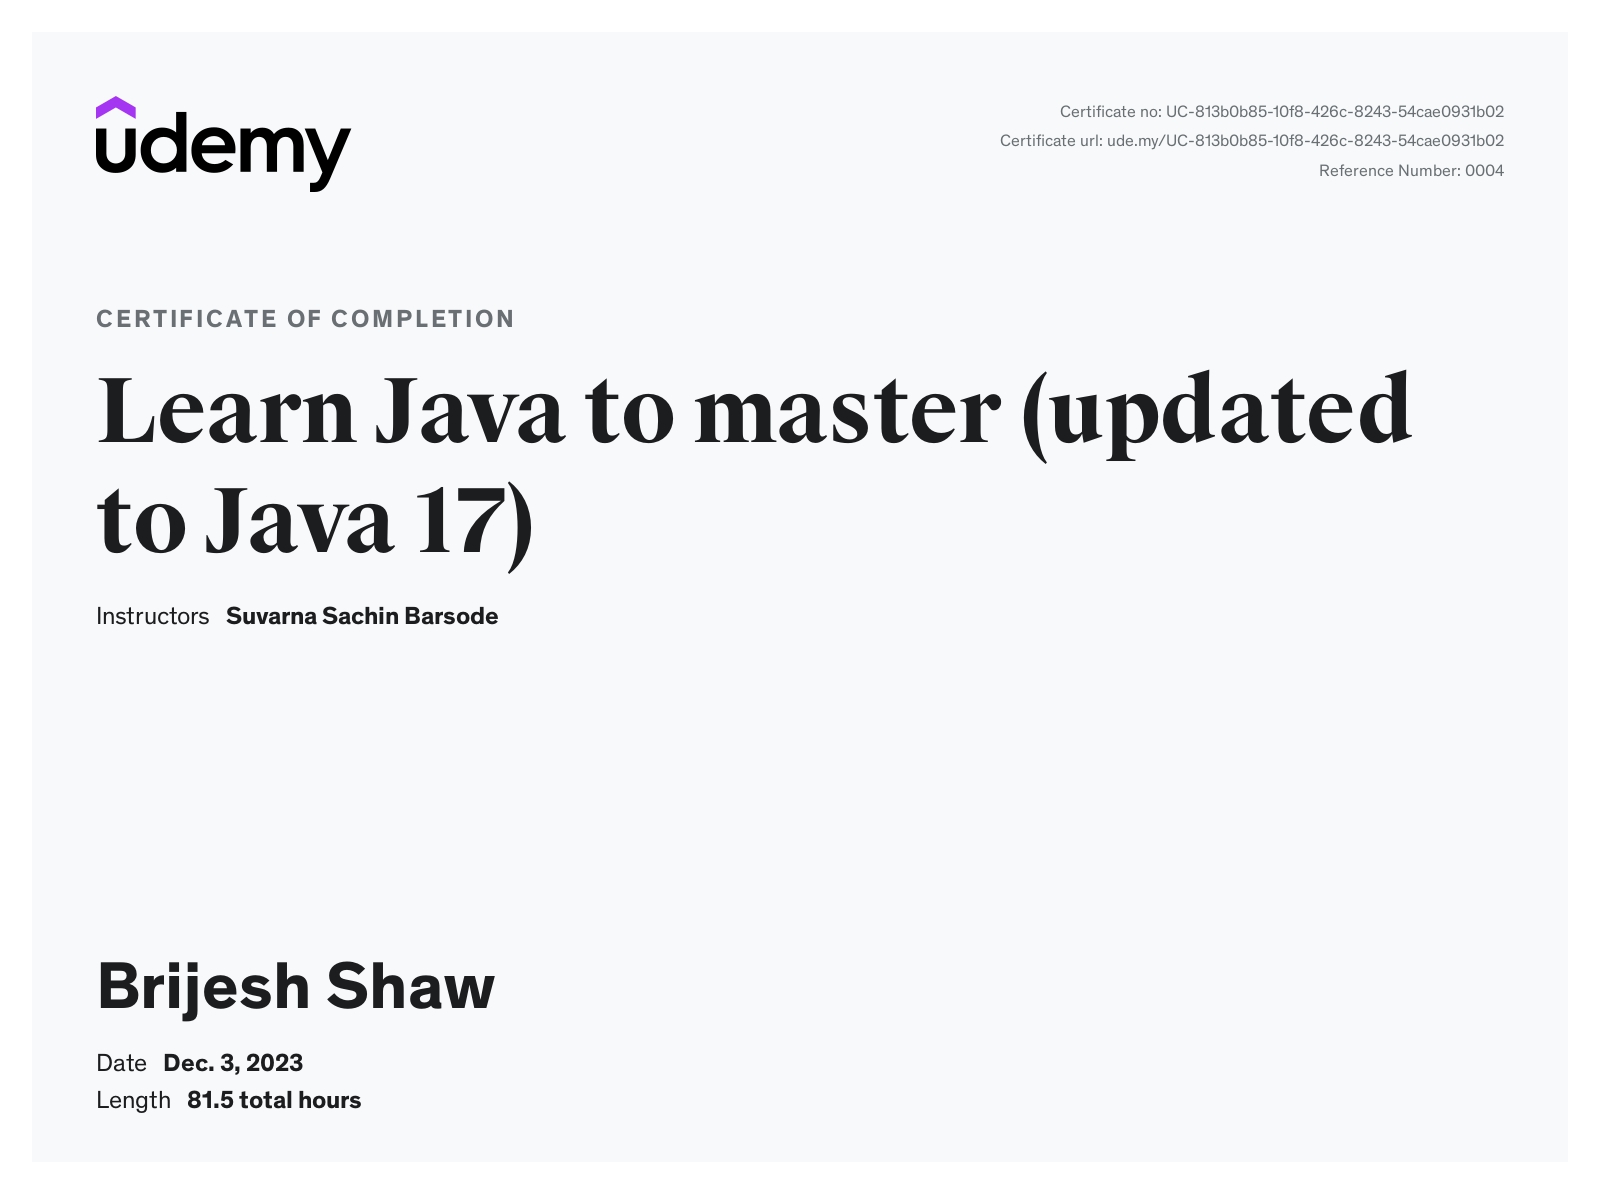 udemy
Certificate no: UC-813b0b85-10f8-426c-8243-54cae0931b02
Certificate url: ude.my/UC-813b0b85-10f8-426c-8243-54cae0931b02
Reference Number: 0004
CERTIFICATE OF COMPLETION
Learn Java to master (updated
to Java 17)
Instructors Suvarna Sachin Barsode
Brijesh Shaw
Date Dec. 3, 2023
Length 81.5 total hours